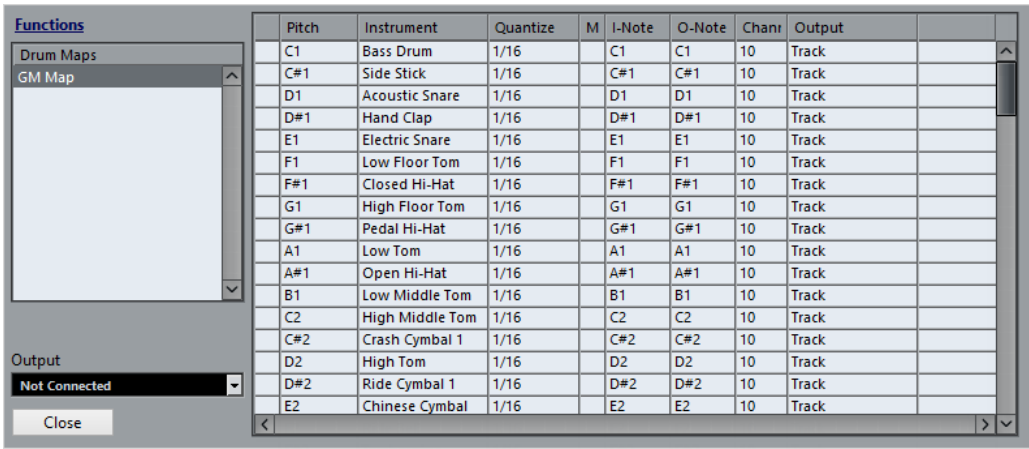 Functions
Drum Maps
GM Map
Output
Not Connected
Close
Pitch Instrument Quantize M I-Note O-Note Chanr Output
C1 Bass Drum 1/16 C1 C1 10 Track
C#1 Side Stick 1/16 C#1 C#1 10 Track
D1 Acoustic Snare 1/16 D1 D1 10 Track
D#1 Hand Clap 1/16 D#1 D#1 10 Track
E1 Electric Snare 1/16 E1 E1 10 Track
F1 Low Floor Tom 1/16 F1 F1 10 Track
F#1 Closed Hi-Hat 1/16 F#1 F#1 10 Track
G1 High Floor Tom 1/16 G1 G1 10 Track
G#1 Pedal Hi-Hat 1/16 G#1 G#1 10 Track
A1 Low Tom 1/16 A1 A1 10 Track
A#1 Open Hi-Hat 1/16 A#1 A#1 10 Track
B1 Low Middle Tom 1/16 B1 B1 10 Track
C2 High Middle Tom 1/16 C2 C2 10 Track
C#2 Crash Cymbal 1 1/16 C#2 C#2 10 Track
D2 High Tom 1/16 D2 D2 10 Track
D#2 Ride Cymbal 1 1/16 D#2 D#2 10 Track
E2 Chinese Cymbal 1/16 E2 E2 10 Track